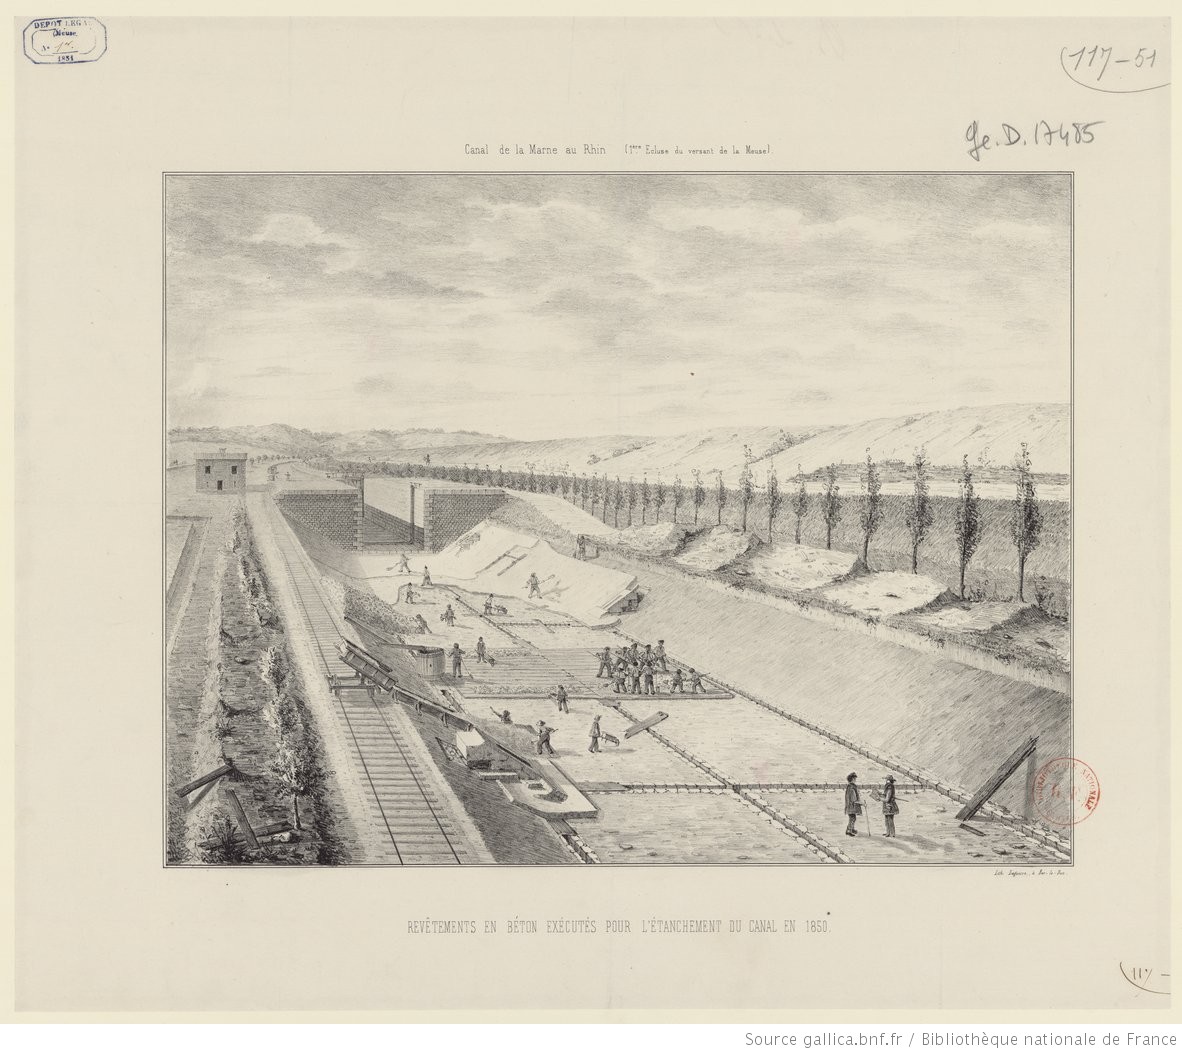 DEPOT LEGAL
Meuse
N° 17.
1851
(117-51
Ge. D. 17485
Canal de la Marne au Rhin (1ère Ecluse du versant de la Meuse)
Lith. à Bar-le-Duc.
REVÊTEMENTS EN BÉTON EXÉCUTÉS POUR L'ÉTANCHEMENT DU CANAL EN 1850.
(117 -
Source gallica.bnf.fr / Bibliothèque nationale de France